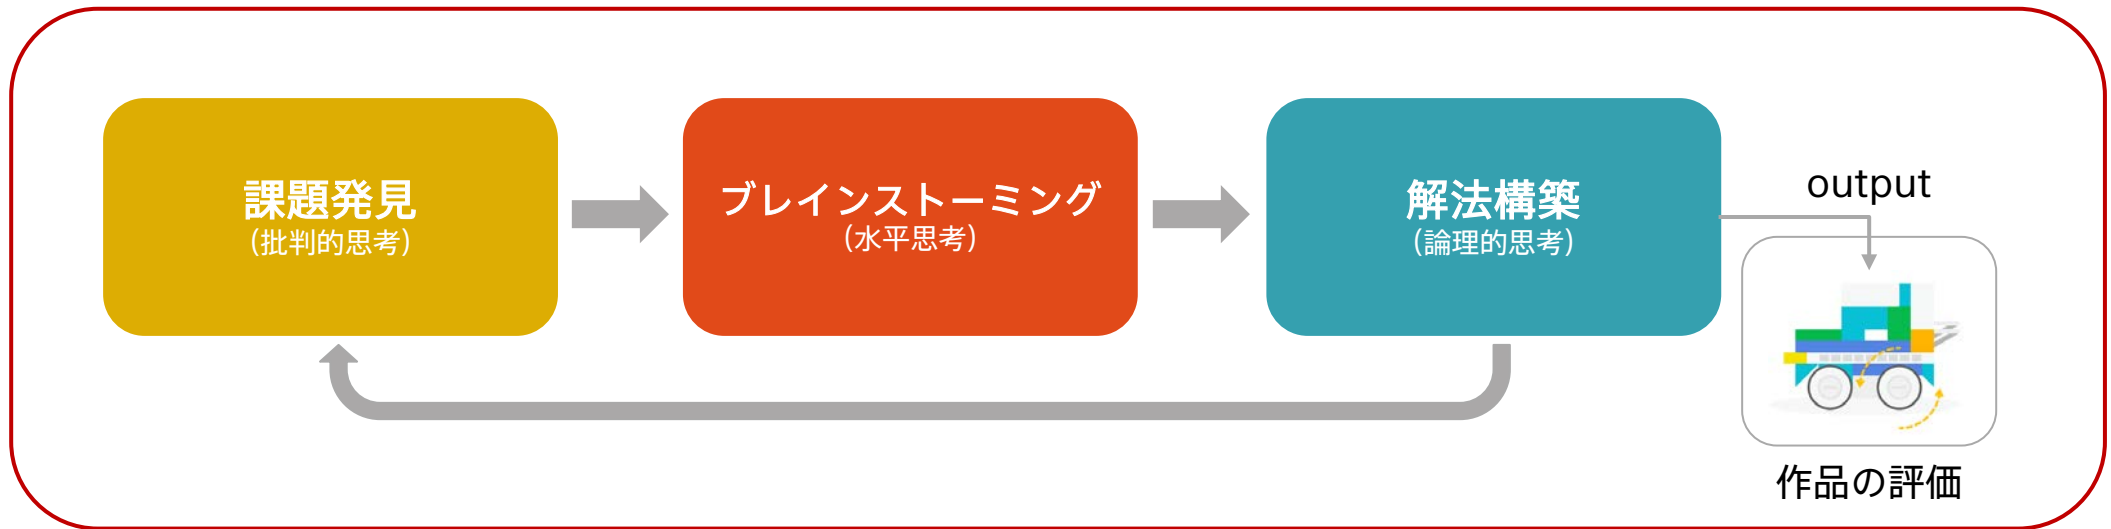 課題発見
(批判的思考)
ブレインストーミング
(水平思考)
解法構築
(論理的思考)
output
作品の評価